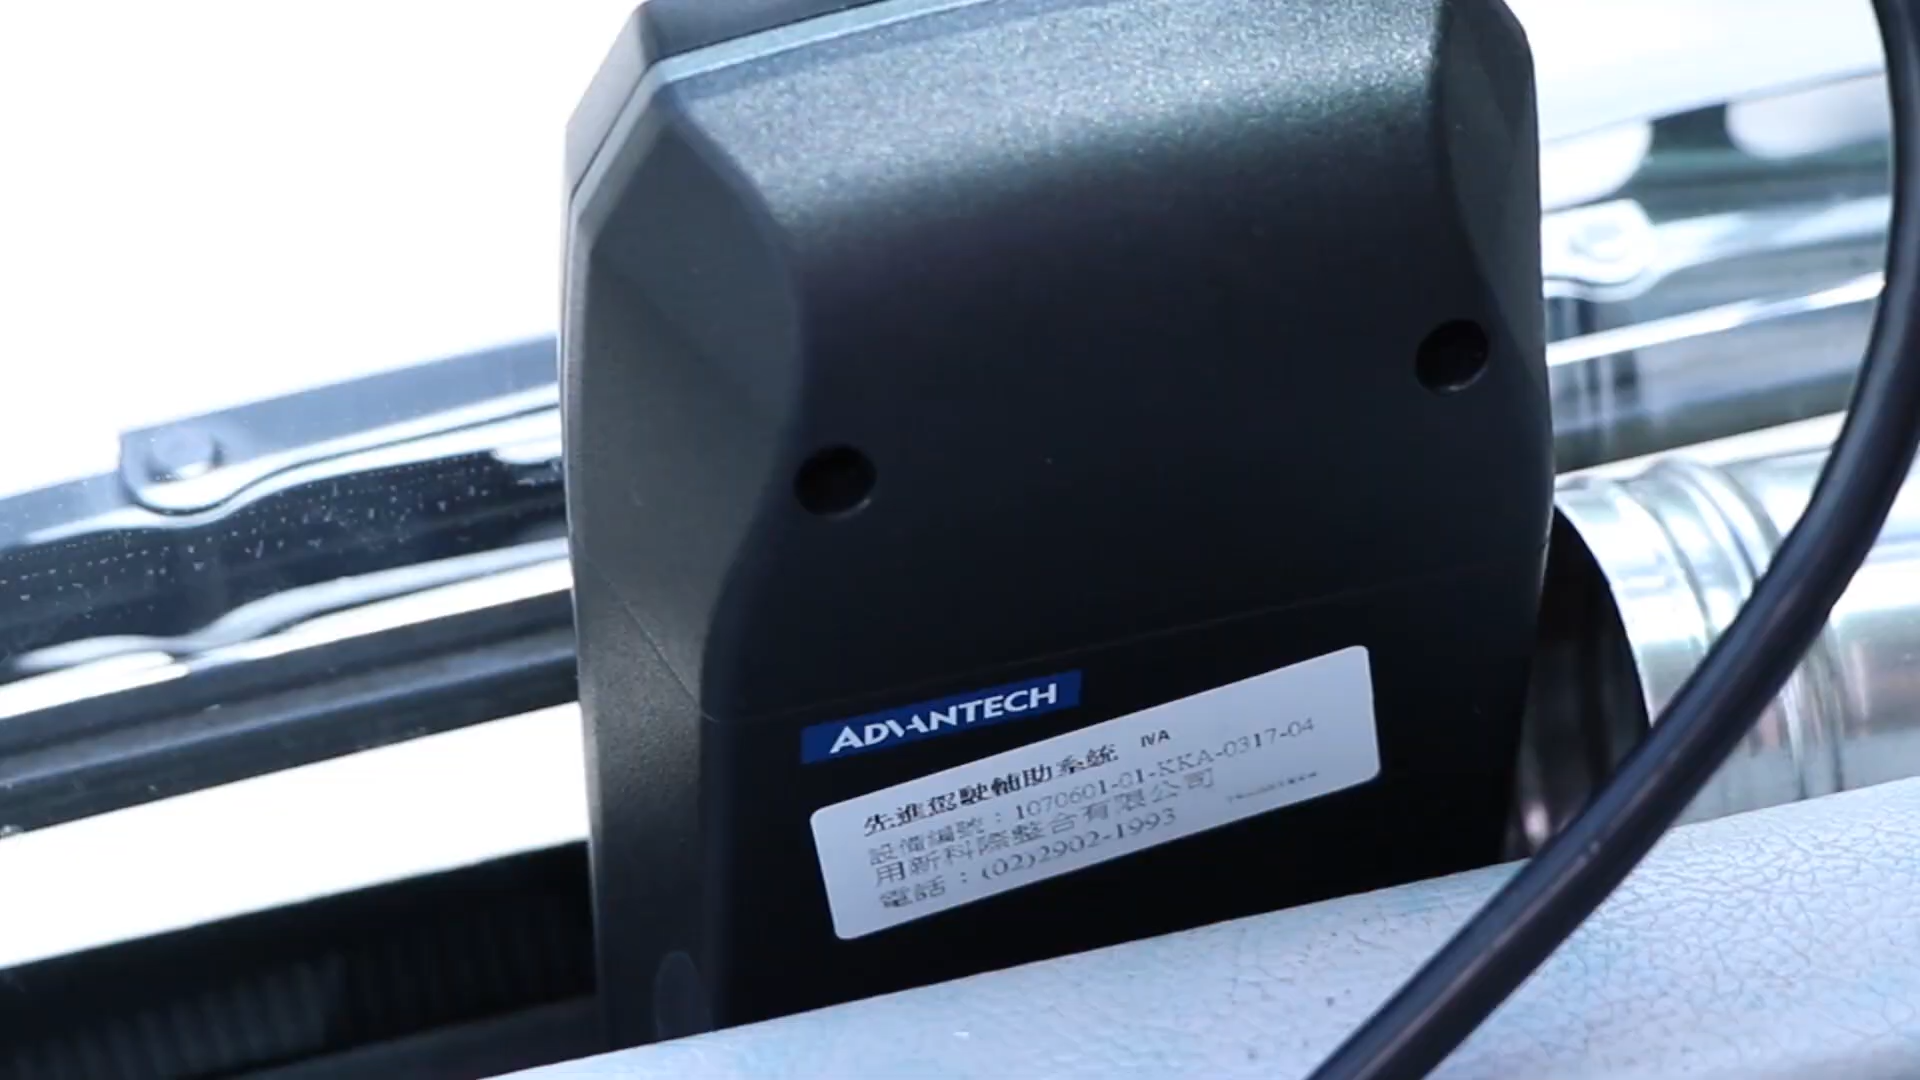 ADVANTECH
先進駕駛輔助系統 IVA
設備編號：1070601-01-KKA-0317-04
用新科際整合有限公司
電話：(02)2902-1993